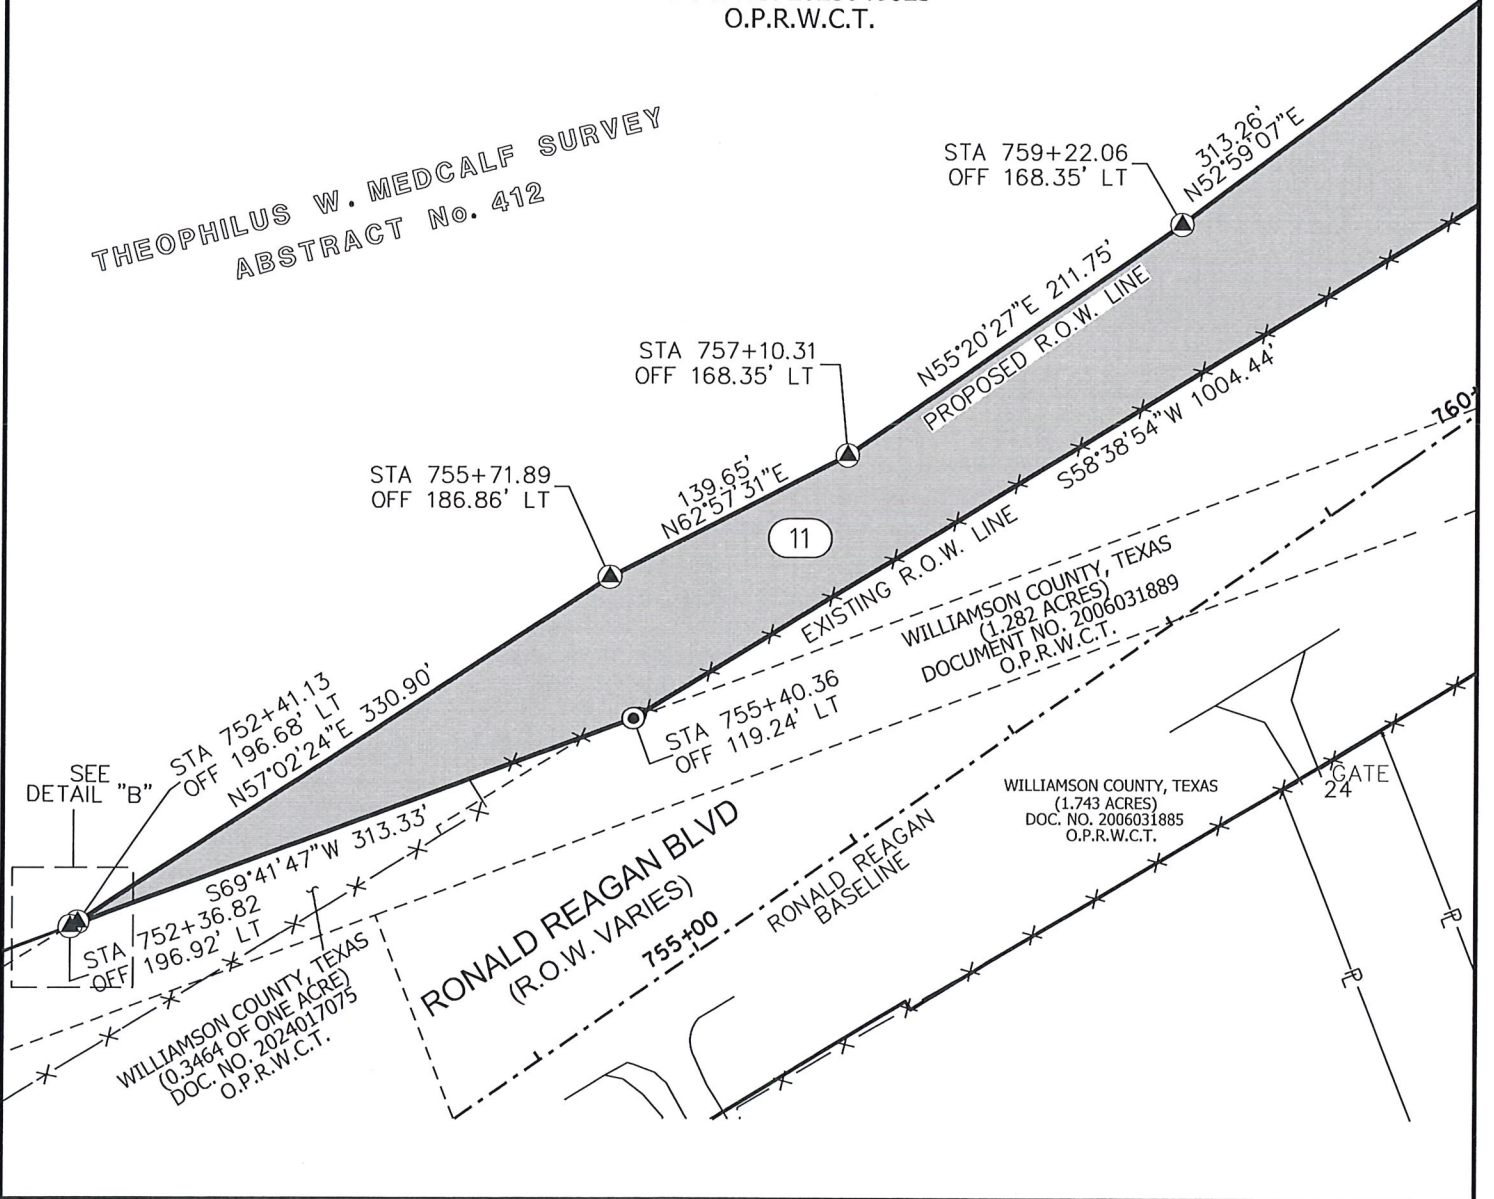 O.P.R.W.C.T.
THEOPHILUS W. MEDCALF SURVEY
ABSTRACT No. 412
STA 759+22.06
OFF 168.35' LT
313.26'
N52°59'07"E
N55°20'27"E 211.75'
PROPOSED R.O.W. LINE
STA 757+10.31
OFF 168.35' LT
STA 755+71.89
OFF 186.86' LT
139.65'
N62°57'31"E
11
S58°38'54"W 1004.44'
EXISTING R.O.W. LINE
760+
WILLIAMSON COUNTY, TEXAS
(1.282 ACRES)
DOCUMENT NO. 2006031889
O.P.R.W.C.T.
STA 752+41.13
OFF 196.68' LT
N57°02'24"E 330.90'
STA 755+40.36
OFF 119.24' LT
SEE
DETAIL "B"
S69°41'47"W 313.33'
STA 752+36.82
OFF 196.92' LT
WILLIAMSON COUNTY, TEXAS
(0.3464 OF ONE ACRE)
DOC. NO. 2024017075
O.P.R.W.C.T.
RONALD REAGAN BLVD
(R.O.W. VARIES)
755+00
RONALD REAGAN
BASELINE
WILLIAMSON COUNTY, TEXAS
(1.743 ACRES)
DOC. NO. 2006031885
O.P.R.W.C.T.
GATE
24'
PL
PL